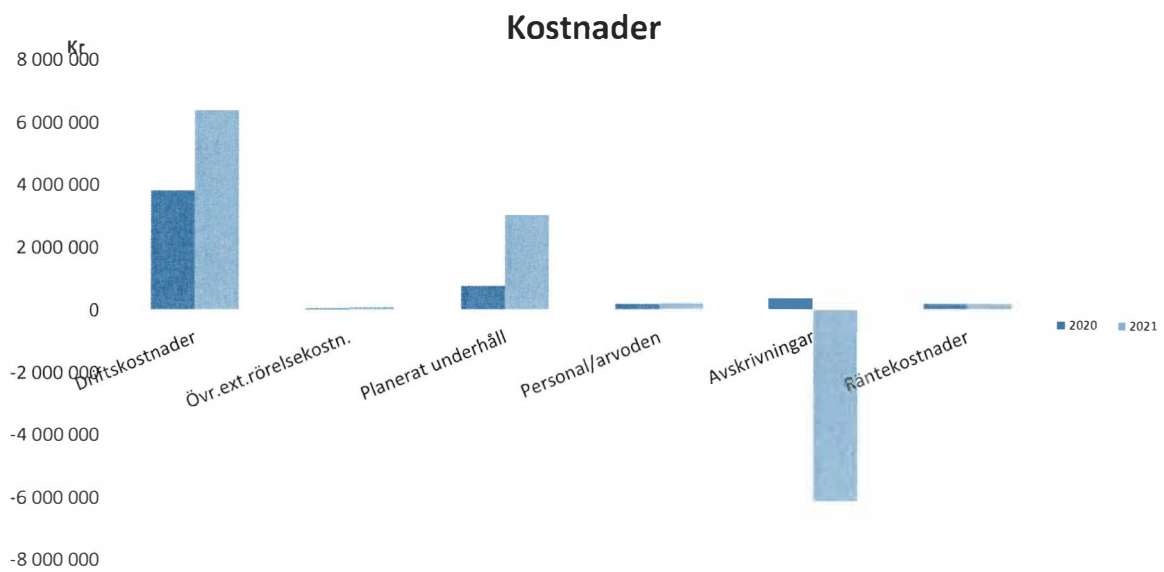 Kostnader
Kr
8 000 000
6 000 000
4 000 000
2 000 000
0
-2 000 000
-4 000 000
-6 000 000
-8 000 000
Driftskostnader
Övr.ext.rörelsekostn.
Planerat underhåll
Personal/arvoden
Avskrivningar
Räntekostnader
2020
2021